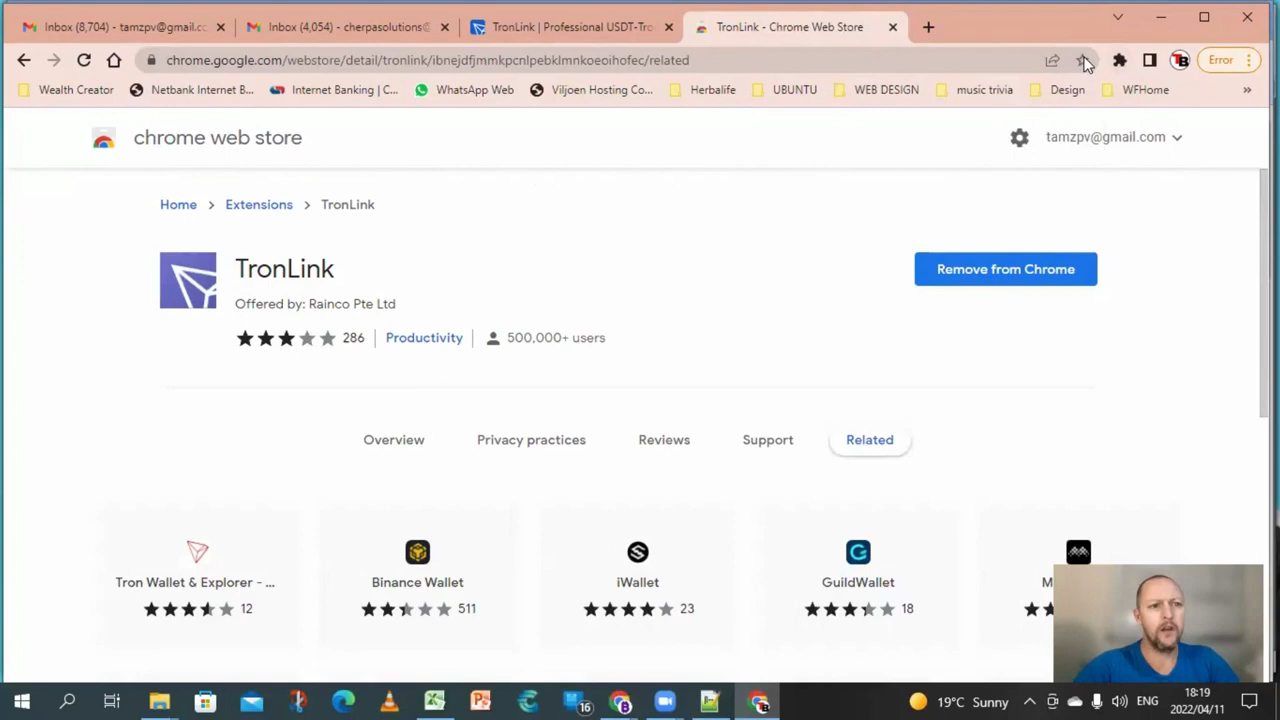 Inbox (8,704) - tamzpv@gmail.cc
Inbox (4,054) - cherpasolutions@
TronLink | Professional USDT-Tro
TronLink - Chrome Web Store
chrome.google.com/webstore/detail/tronlink/ibnejdfjmmkpcnlpebklmnkoeoihofec/related
Error
Wealth Creator
Netbank Internet B...
Internet Banking | C...
WhatsApp Web
Viljoen Hosting Co...
Herbalife
UBUNTU
WEB DESIGN
music trivia
Design
WFHome
»
chrome web store
tamzpv@gmail.com
Home > Extensions > TronLink
TronLink
Remove from Chrome
Offered by: Rainco Pte Ltd
286
Productivity
500,000+ users
Overview
Privacy practices
Reviews
Support
Related
Tron Wallet & Explorer - ...
Binance Wallet
iWallet
GuildWallet
M
12
511
23
18
16
19°C Sunny
ENG
18:19
2022/04/11